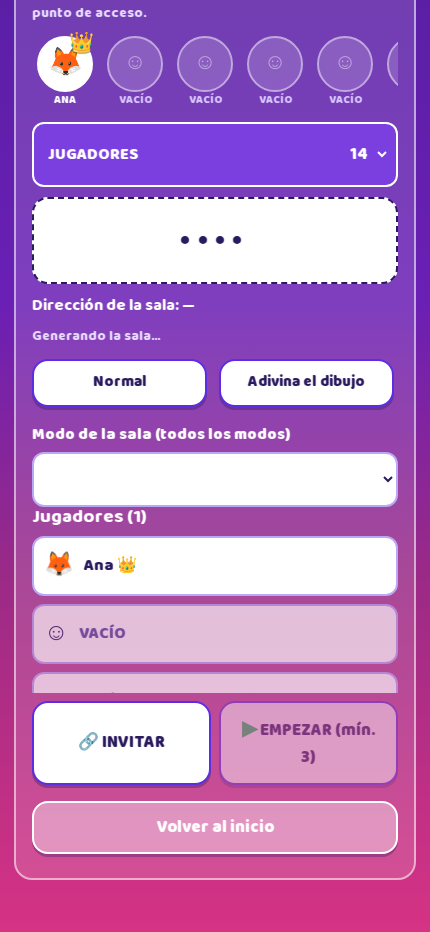 punto de acceso.
ANA VACÍO VACÍO VACÍO VACÍO
JUGADORES 14
••••
Dirección de la sala: —
Generando la sala...
Normal Adivina el dibujo
Modo de la sala (todos los modos)
Jugadores (1)
Ana
VACÍO
INVITAR
EMPEZAR (mín.
3)
Volver al inicio